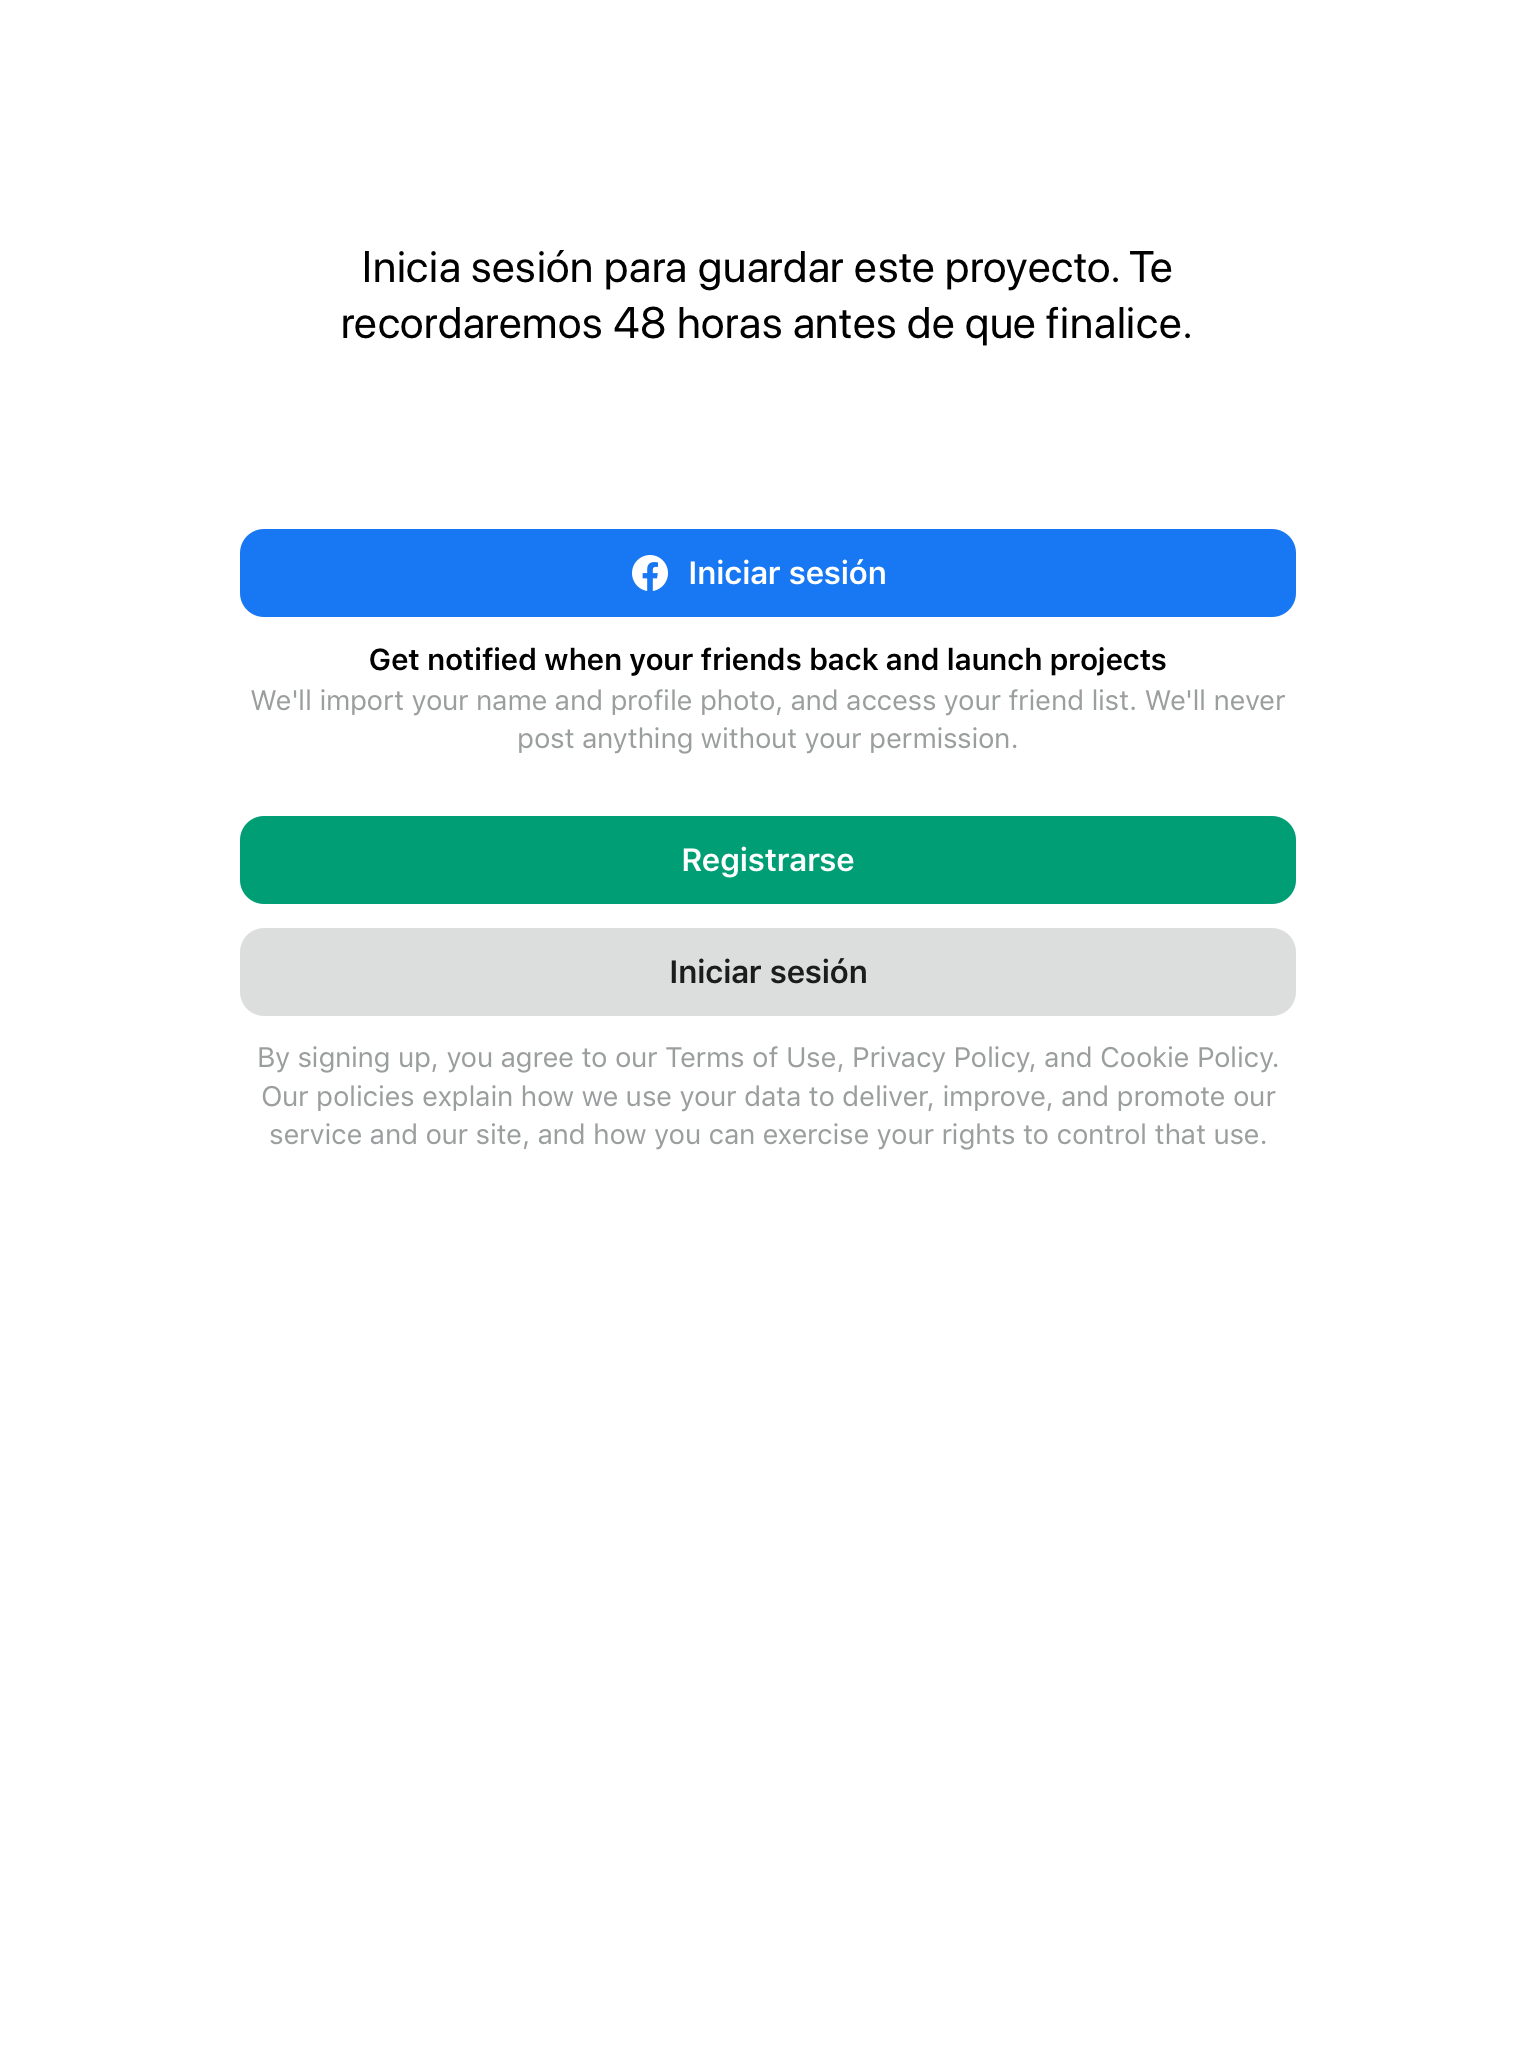 Inicia sesión para guardar este proyecto. Te
recordaremos 48 horas antes de que finalice.
Iniciar sesión
Get notified when your friends back and launch projects
We'll import your name and profile photo, and access your friend list. We'll never
post anything without your permission.
Registrarse
Iniciar sesión
By signing up, you agree to our Terms of Use, Privacy Policy, and Cookie Policy.
Our policies explain how we use your data to deliver, improve, and promote our
service and our site, and how you can exercise your rights to control that use.